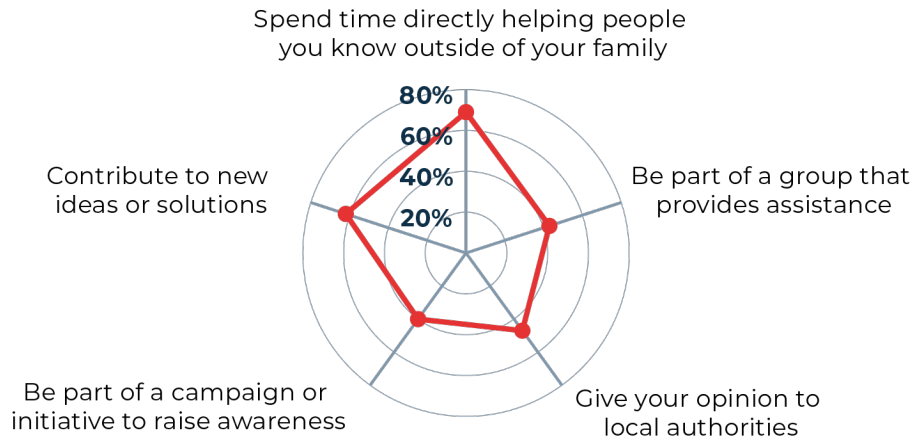 Spend time directly helping people
you know outside of your family
80%
60%
40%
20%
Contribute to new
ideas or solutions
Be part of a group that
provides assistance
Be part of a campaign or
initiative to raise awareness
Give your opinion to
local authorities